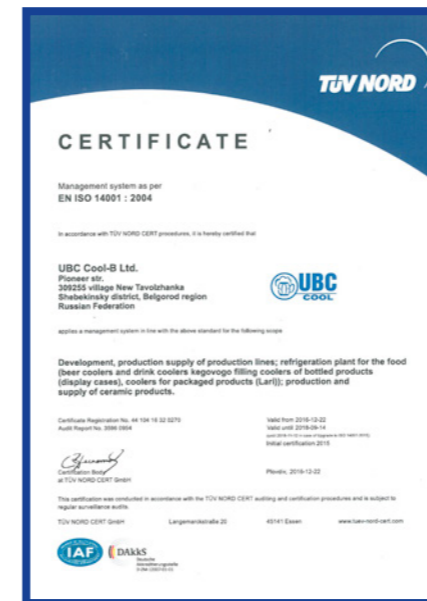 TÜV NORD
CERTIFICATE
Management system as per
EN ISO 14001 : 2004
In accordance with TÜV NORD CERT procedures, it is hereby certified that
UBC Cool-B Ltd.
Pioneer str.
309255 village New Tavolzhanka
Shebekinsky district, Belgorod region
Russian Federation
UBC
COOL
applies a management system in line with the above standard for the following scope
Development, production supply of production lines; refrigeration plant for the food
(beer coolers and drink coolers kegovogo filling coolers of bottled products
(display cases), coolers for packaged products (Lari)); production and
supply of ceramic products.
Certificate Registration No. 44 104 16 32 0270
Audit Report No. 3098 0904
Valid from 2016-12-22
Valid until 2019-09-14
Initial certification 2015
Certification Body
at TÜV NORD CERT GmbH
Plovdiv, 2016-12-22
This certification was conducted in accordance with the TÜV NORD CERT auditing and certification procedures and is subject to
regular surveillance audits.
TÜV NORD CERT GmbH Langemarckstraße 20 45141 Essen www.tuev-nord-cert.com
IAF
DAkkS
Deutsche
Akkreditierungsstelle